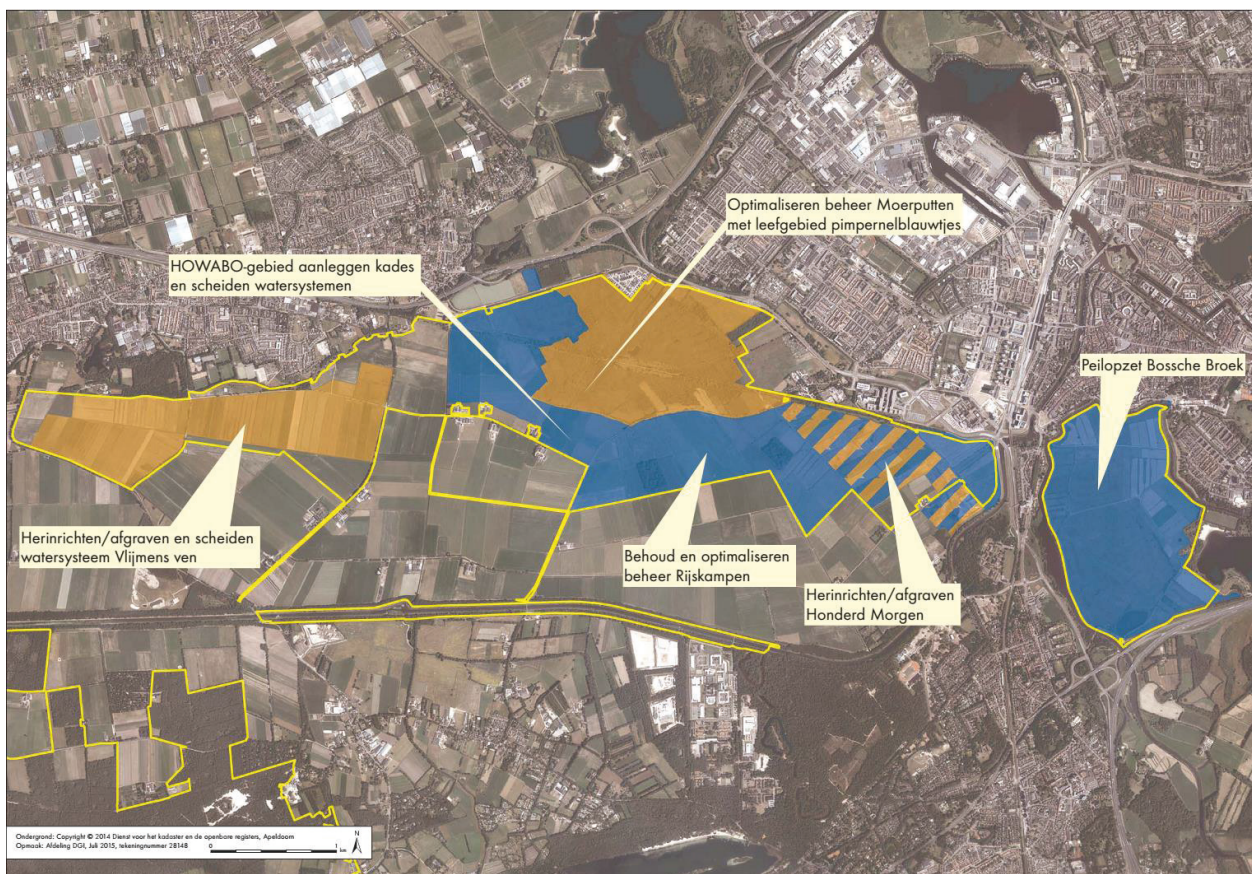 Optimaliseren beheer Moerputten
met leefgebied pimpernelblauwtjes
HOWABO-gebied aanleggen kades
en scheiden watersystemen
Peilopzet Bossche Broek
Herinrichten/afgraven en scheiden
watersysteem Vlijmens ven
Behoud en optimaliseren
beheer Rijskampen
Herinrichten/afgraven
Honderd Morgen
Ondergrond: Copyright © 2014 Dienst voor het kadaster en de openbare registers, Apeldoorn
Opmaak: Afdeling DGI, Juli 2015, tekeningnummer 28148
0 1 km
N